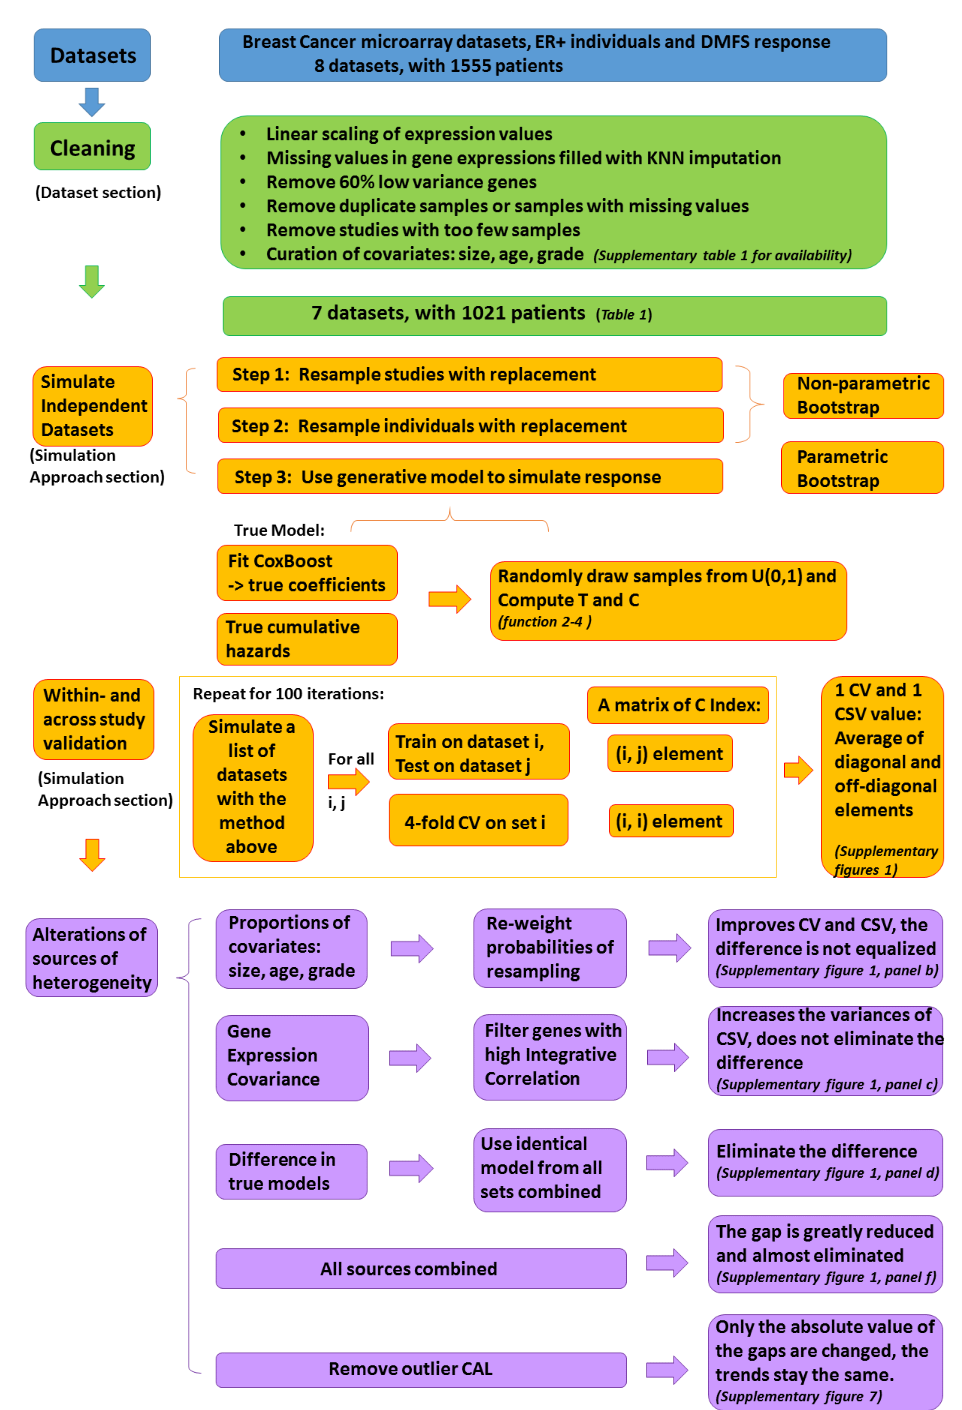 Datasets
Breast Cancer microarray datasets, ER+ individuals and DMFS response
8 datasets, with 1555 patients
Cleaning
(Dataset section)
• Linear scaling of expression values
• Missing values in gene expressions filled with KNN imputation
• Remove 60% low variance genes
• Remove duplicate samples or samples with missing values
• Remove studies with too few samples
• Curation of covariates: size, age, grade (Supplementary table 1 for availability)
7 datasets, with 1021 patients (Table 1)
Simulate
Independent
Datasets
(Simulation
Approach section)
Step 1: Resample studies with replacement
Step 2: Resample individuals with replacement
Step 3: Use generative model to simulate response
Non-parametric
Bootstrap
Parametric
Bootstrap
True Model:
Fit CoxBoost
-> true coefficients
True cumulative
hazards
Randomly draw samples from U(0,1) and
Compute T and C
(function 2-4 )
Within- and
across study
validation
(Simulation
Approach section)
Repeat for 100 iterations:
Simulate a
list of
datasets
with the
method
above
For all
i, j
Train on dataset i,
Test on dataset j
4-fold CV on set i
A matrix of C Index:
(i, j) element
(i, i) element
1 CV and 1
CSV value:
Average of
diagonal and
off-diagonal
elements
(Supplementary
figures 1)
Alterations of
sources of
heterogeneity
Proportions of
covariates:
size, age, grade
Re-weight
probabilities of
resampling
Improves CV and CSV, the
difference is not equalized
(Supplementary figure 1, panel b)
Gene
Expression
Covariance
Filter genes with
high Integrative
Correlation
Increases the variances of
CSV, does not eliminate the
difference
(Supplementary figure 1, panel c)
Difference in
true models
Use identical
model from all
sets combined
Eliminate the difference
(Supplementary figure 1, panel d)
All sources combined
The gap is greatly reduced
and almost eliminated
(Supplementary figure 1, panel f)
Remove outlier CAL
Only the absolute value of
the gaps are changed, the
trends stay the same.
(Supplementary figure 7)